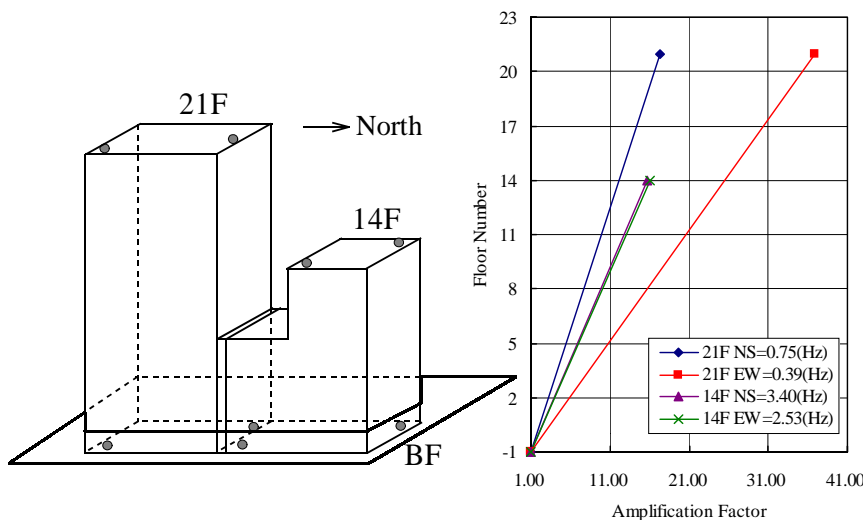 21F
North
14F
BF
Floor Number
23
20
17
14
11
8
5
2
-1
21F NS=0.75(Hz)
21F EW=0.39(Hz)
14F NS=3.40(Hz)
14F EW=2.53(Hz)
1.00 11.00 21.00 31.00 41.00
Amplification Factor